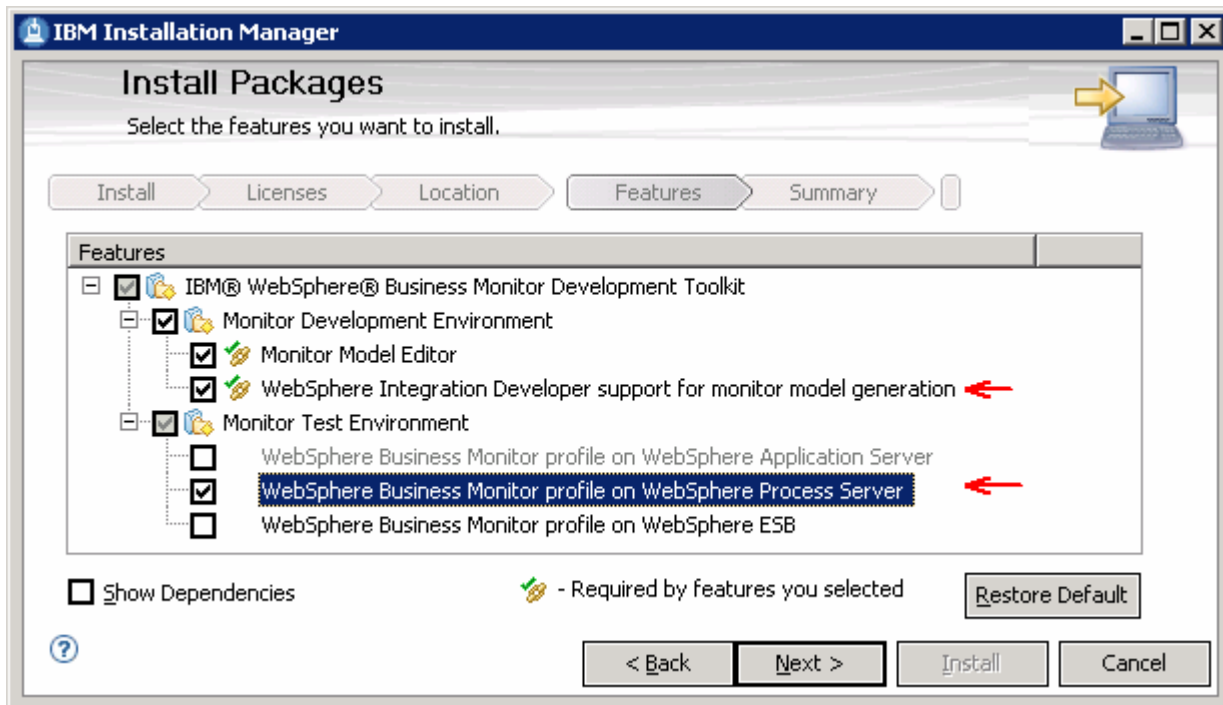 IBM Installation Manager
Install Packages
Select the features you want to install.
Install Licenses Location Features Summary
Features
IBM® WebSphere® Business Monitor Development Toolkit
Monitor Development Environment
Monitor Model Editor
WebSphere Integration Developer support for monitor model generation
Monitor Test Environment
WebSphere Business Monitor profile on WebSphere Application Server
WebSphere Business Monitor profile on WebSphere Process Server
WebSphere Business Monitor profile on WebSphere ESB
Show Dependencies - Required by features you selected Restore Default
? < Back Next > Install Cancel